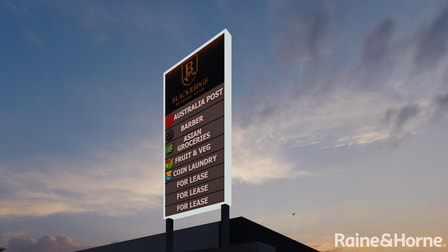 BLACKRIDGE
AUSTRALIA POST
BARBER
ASIAN
GROCERIES
FRUIT & VEG
COIN LAUNDRY
FOR LEASE
FOR LEASE
FOR LEASE
Raine&Horne®